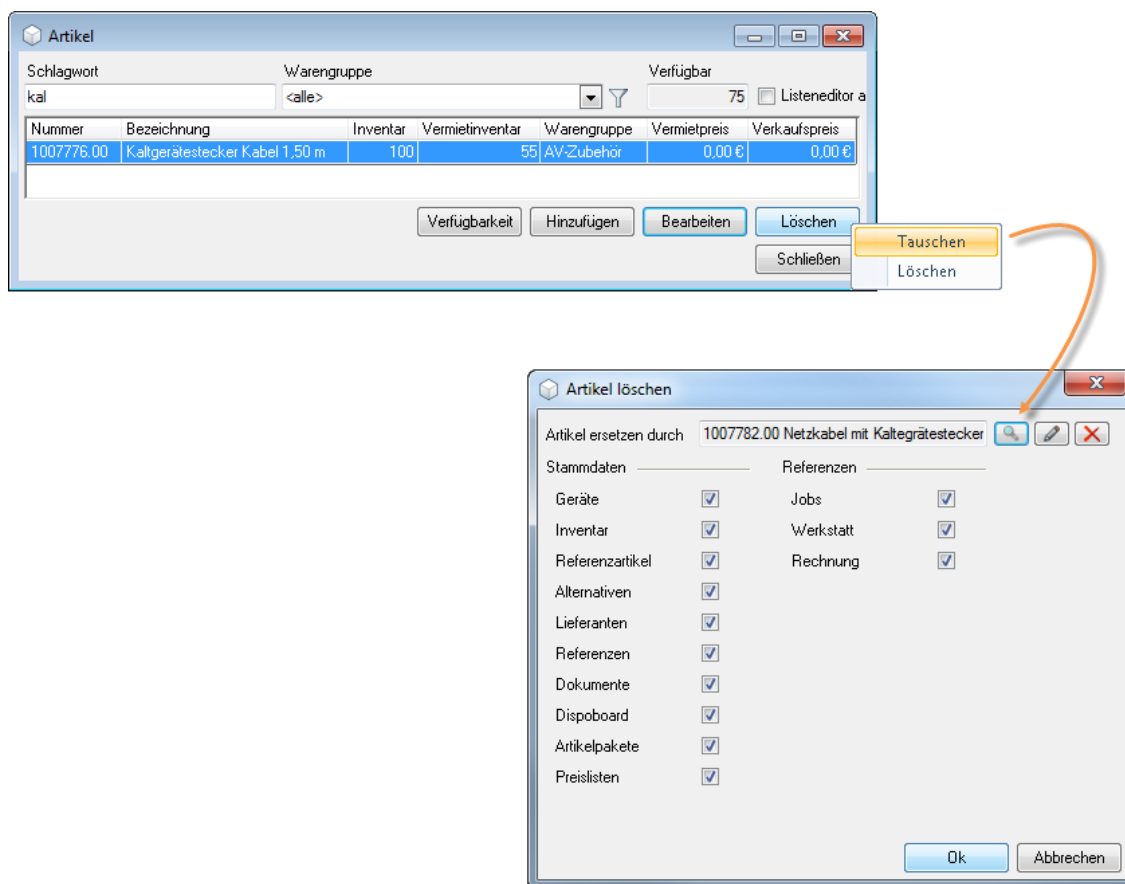 Artikel
Schlagwort Warengruppe Verfügbar
kal <alle> 75 Listeneditor a
Nummer Bezeichnung Inventar Vermietinventar Warengruppe Vermietpreis Verkaufspreis
1007776.00 Kaltgerätestecker Kabel 1,50 m 100 55 AV-Zubehör 0,00 € 0,00 €
Verfügbarkeit Hinzufügen Bearbeiten Löschen
Schließen
Tauschen
Löschen
Artikel löschen
Artikel ersetzen durch 1007782.00 Netzkabel mit Kaltegrätestecker
Stammdaten Referenzen
Geräte Jobs
Inventar Werkstatt
Referenzartikel Rechnung
Alternativen
Lieferanten
Referenzen
Dokumente
Dispoboard
Artikelpakete
Preislisten
Ok Abbrechen